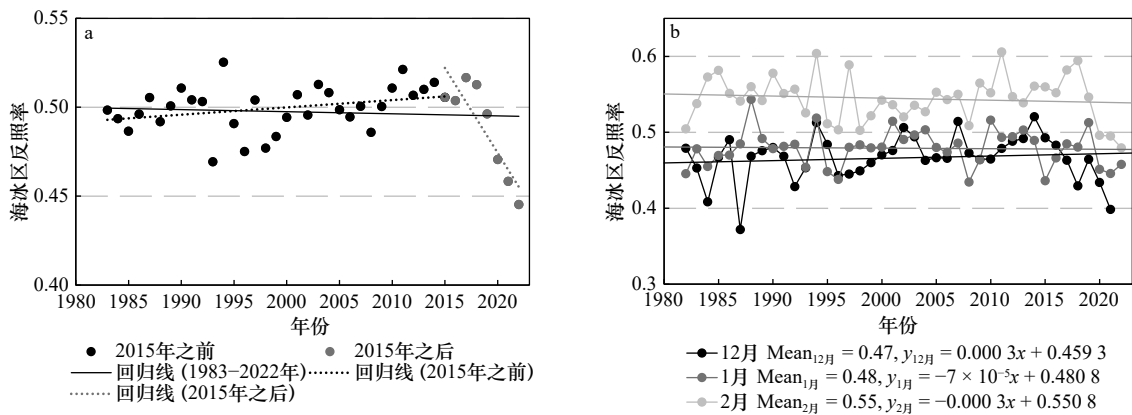 a
海冰区反照率
0.55
0.50
0.45
0.40
1980 1985 1990 1995 2000 2005 2010 2015 2020
年份
2015年之前 2015年之后
回归线 (1983−2022年) 回归线 (2015年之前)
回归线 (2015年之后)
b
海冰区反照率
0.6
0.5
0.4
0.3
1980 1985 1990 1995 2000 2005 2010 2015 2020
年份
12月 Mean12月 = 0.47, y12月 = 0.000 3x + 0.459 3
1月 Mean1月 = 0.48, y1月 = −7 × 10−5x + 0.480 8
2月 Mean2月 = 0.55, y2月 = −0.000 3x + 0.550 8